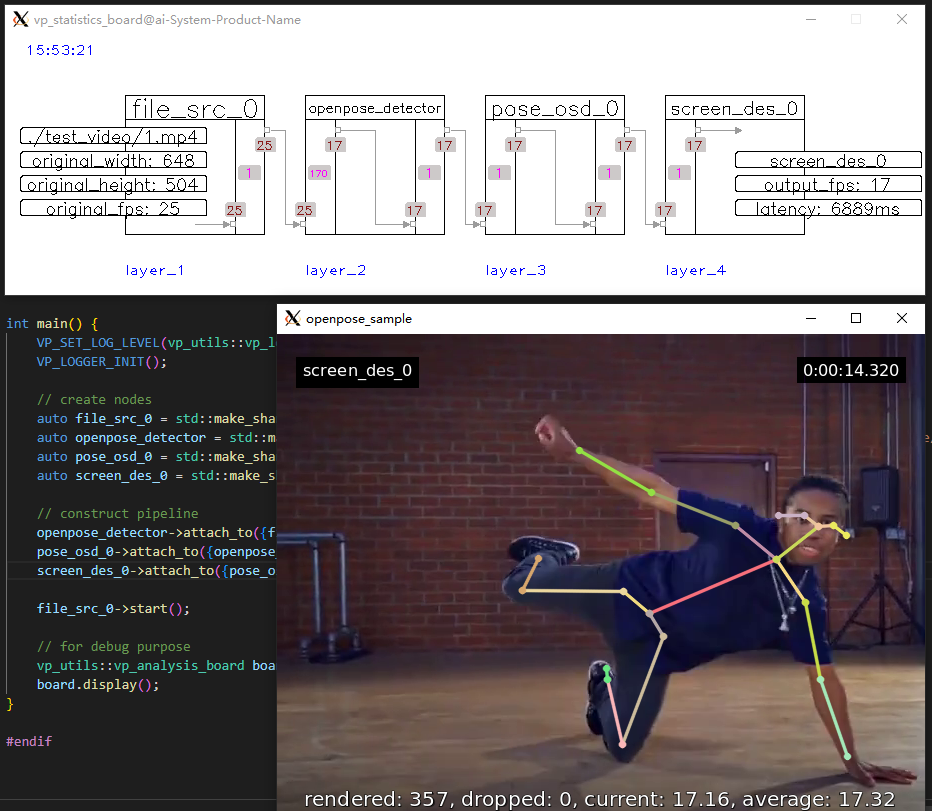 vp_statistics_board@ai-System-Product-Name
15:53:21
file_src_0
openpose_detector
pose_osd_0
screen_des_0
./test_video/1.mp4
original_width: 648
original_height: 504
original_fps: 25
25
1
25
17
25
170
17
1
17
17
17
1
17
1
17
17
17
1
screen_des_0
output_fps: 17
latency: 6889ms
layer_1
layer_2
layer_3
layer_4
int main() {
VP_SET_LOG_LEVEL(vp_utils::vp_l
VP_LOGGER_INIT();
// create nodes
auto file_src_0 = std::make_sha
auto openpose_detector = std::m
auto pose_osd_0 = std::make_sha
auto screen_des_0 = std::make_s
// construct pipeline
openpose_detector->attach_to({f
pose_osd_0->attach_to({openpose_
screen_des_0->attach_to({pose_o
file_src_0->start();
// for debug purpose
vp_utils::vp_analysis_board boa
board.display();
}
#endif
openpose_sample
screen_des_0
0:00:14.320
rendered: 357, dropped: 0, current: 17.16, average: 17.32